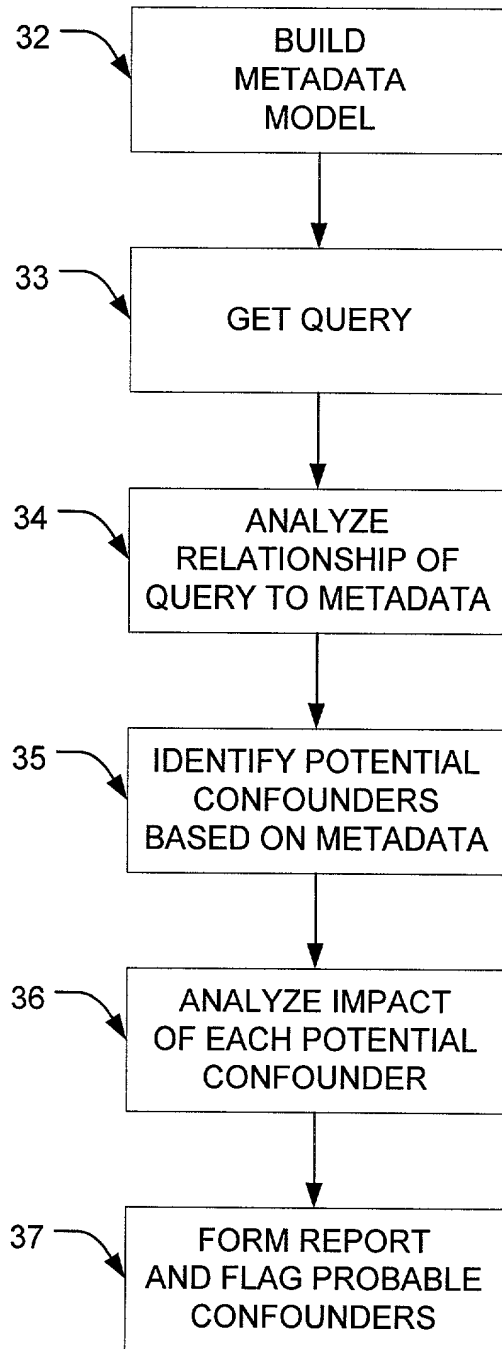 32
BUILD
METADATA
MODEL
33
GET QUERY
34
ANALYZE
RELATIONSHIP OF
QUERY TO METADATA
35
IDENTIFY POTENTIAL
CONFOUNDERS
BASED ON METADATA
36
ANALYZE IMPACT
OF EACH POTENTIAL
CONFOUNDER
37
FORM REPORT
AND FLAG PROBABLE
CONFOUNDERS